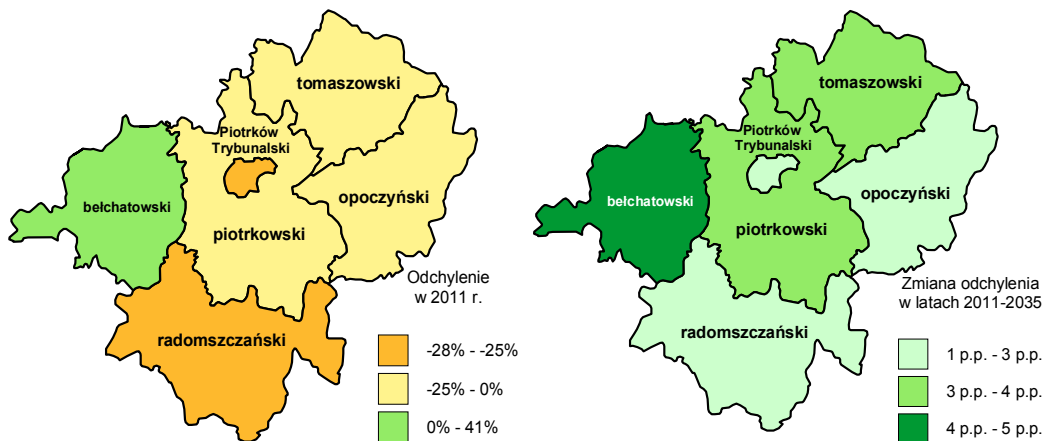 tomaszowski
Piotrków
Trybunalski
opoczyński
bełchatowski
piotrkowski
radomszczański
Odchylenie
w 2011 r.
-28% - -25%
-25% - 0%
0% - 41%
tomaszowski
Piotrków
Trybunalski
opoczyński
bełchatowski
piotrkowski
radomszczański
Zmiana odchylenia
w latach 2011-2035
1 p.p. - 3 p.p.
3 p.p. - 4 p.p.
4 p.p. - 5 p.p.